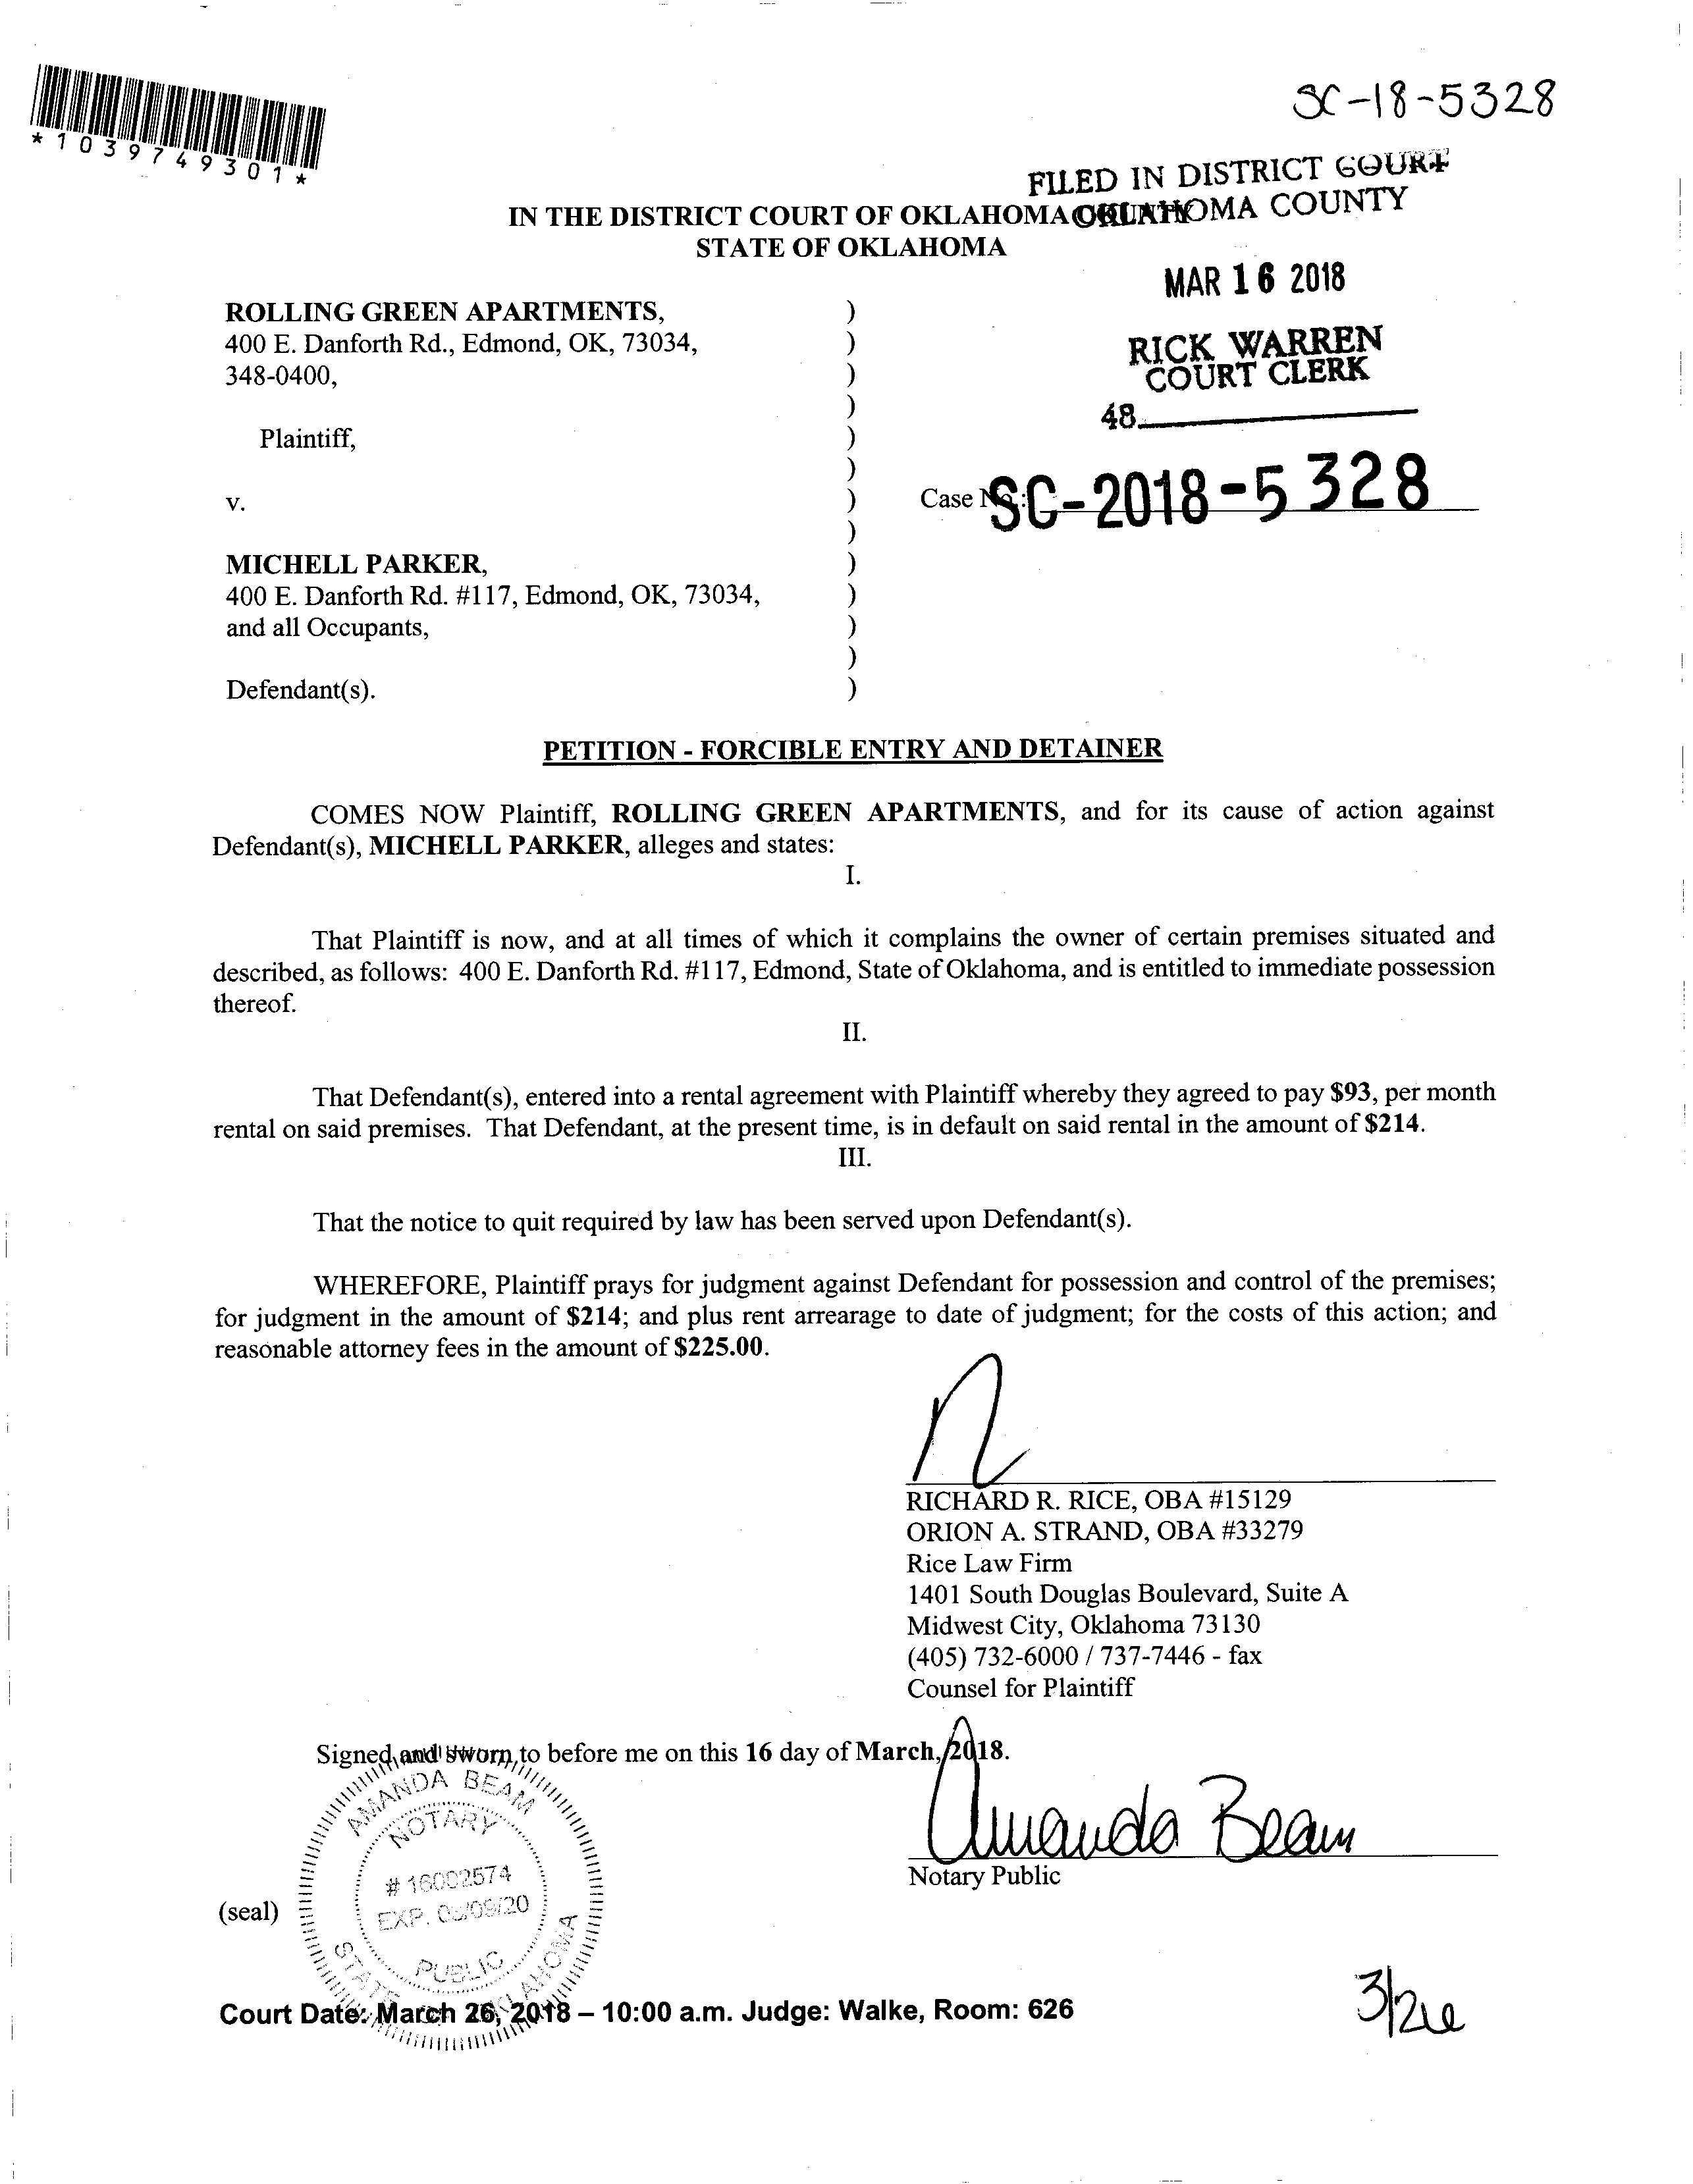 SC-18-5328
*1039749301*
FILED IN DISTRICT COURT
OKLAHOMA COUNTY
IN THE DISTRICT COURT OF OKLAHOMA COUNTY
STATE OF OKLAHOMA
MAR 16 2018
RICK WARREN
COURT CLERK
48
ROLLING GREEN APARTMENTS, )
400 E. Danforth Rd., Edmond, OK, 73034, )
348-0400, )
)
Plaintiff, )
)
v. ) Case No.: SC-2018-5328
)
MICHELL PARKER, )
400 E. Danforth Rd. #117, Edmond, OK, 73034, )
and all Occupants, )
)
Defendant(s). )
PETITION - FORCIBLE ENTRY AND DETAINER
COMES NOW Plaintiff, ROLLING GREEN APARTMENTS, and for its cause of action against
Defendant(s), MICHELL PARKER, alleges and states:
I.
That Plaintiff is now, and at all times of which it complains the owner of certain premises situated and
described, as follows: 400 E. Danforth Rd. #117, Edmond, State of Oklahoma, and is entitled to immediate possession
thereof.
II.
That Defendant(s), entered into a rental agreement with Plaintiff whereby they agreed to pay $93, per month
rental on said premises. That Defendant, at the present time, is in default on said rental in the amount of $214.
III.
That the notice to quit required by law has been served upon Defendant(s).
WHEREFORE, Plaintiff prays for judgment against Defendant for possession and control of the premises;
for judgment in the amount of $214; and plus rent arrearage to date of judgment; for the costs of this action; and
reasonable attorney fees in the amount of $225.00.
RICHARD R. RICE, OBA #15129
ORION A. STRAND, OBA #33279
Rice Law Firm
1401 South Douglas Boulevard, Suite A
Midwest City, Oklahoma 73130
(405) 732-6000 / 737-7446 - fax
Counsel for Plaintiff
Signed and sworn to before me on this 16 day of March, 2018.
AMANDA BEAM
NOTARY
# 16002574
EXP.
PUBLIC
STATE OF OKLAHOMA
Amanda Beam
Notary Public
(seal)
Court Date: March 26, 2018 – 10:00 a.m. Judge: Walke, Room: 626
3/26